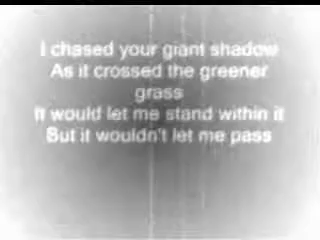 I chased your giant shadow
As it crossed the greener
grass
It would let me stand within it
But it wouldn't let me pass